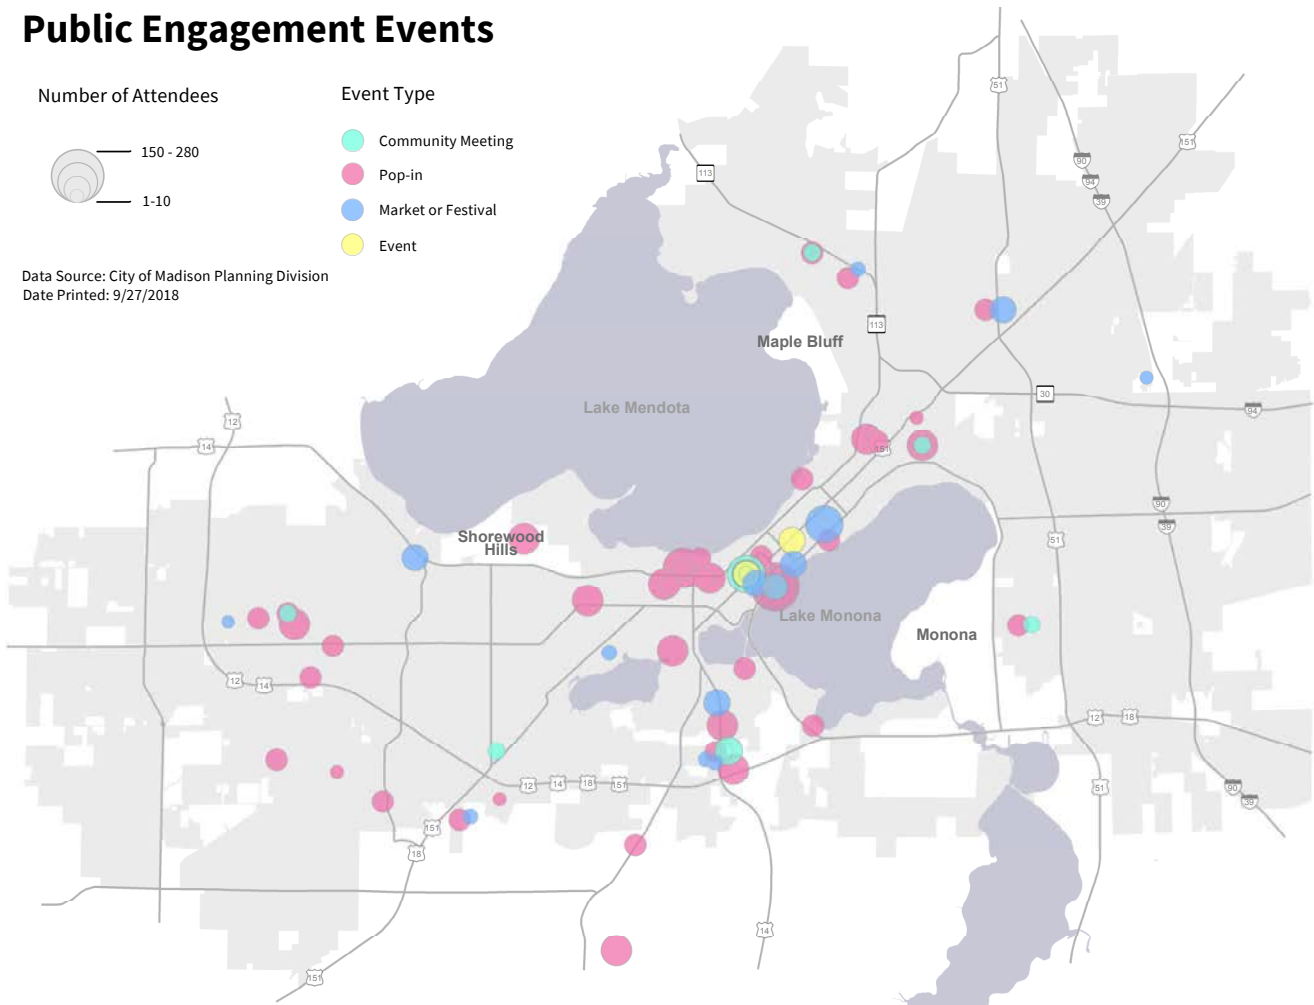 Public Engagement Events
Number of Attendees
150 - 280
1-10
Event Type
Community Meeting
Pop-in
Market or Festival
Event
Data Source: City of Madison Planning Division
Date Printed: 9/27/2018
51
151
90
94
39
113
113
Maple Bluff
30
94
Lake Mendota
12
14
151
90
39
51
Shorewood
Hills
Lake Monona
Monona
12
14
12
18
12
14
18
151
51
90
39
151
18
14
151